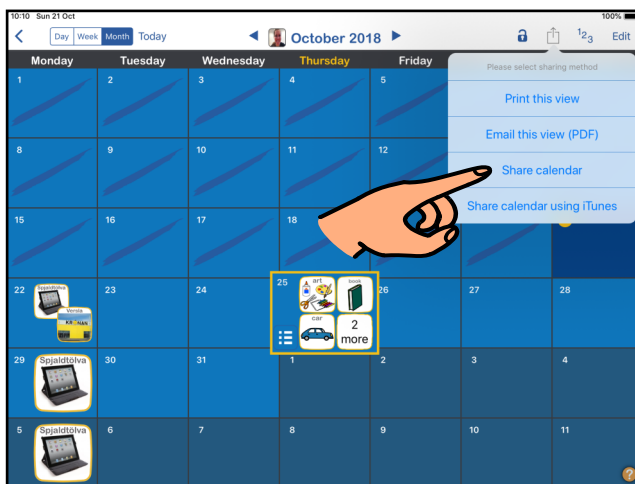 10:10 Sun 21 Oct
100%
Day Week Month Today
October 2018
1 2 3
Edit
Monday Tuesday Wednesday Thursday Friday
Please select sharing method
Print this view
Email this view (PDF)
Share calendar
Share calendar using iTunes
1 2 3 4 5
8 9 10 11 12
15 16 17 18
22 23 24 25 26 27 28
Spjaldtölva
Versla
KRÓNAN
art
book
car
2
more
29 30 31 1 2 3 4
Spjaldtölva
5 6 7 8 9 10 11
Spjaldtölva
?